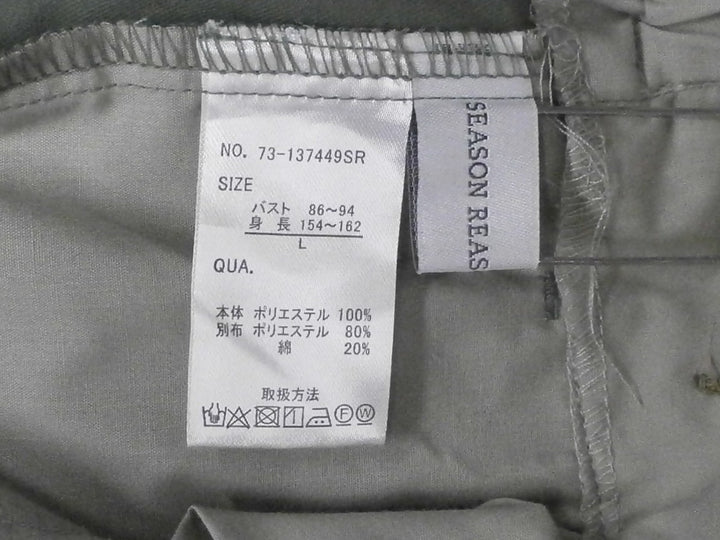 NO. 73-137449SR
SIZE
バスト 86～94
身 長 154～162
L
QUA.
本体 ポリエステル 100%
別布 ポリエステル 80%
綿 20%
取扱方法
F W
SEASON REAS